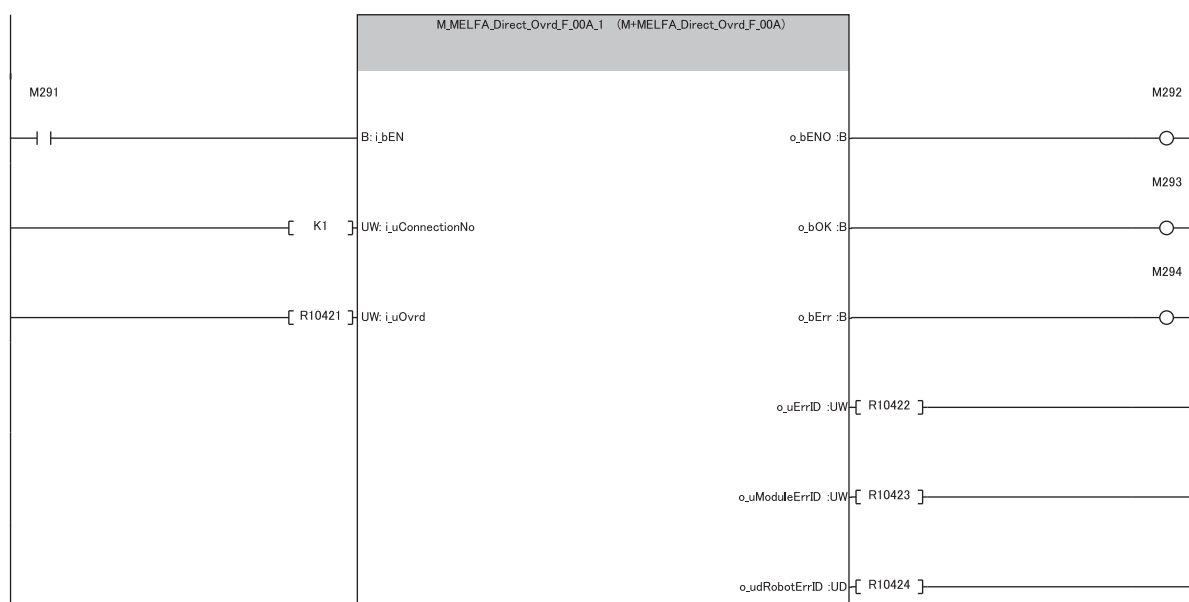 M_MELFA_Direct_Ovrd_F_00A_1 (M+MELFA_Direct_Ovrd_F_00A)
M291 M292
B: i_bEN o_bENO :B
M293
[ K1 ] UW: i_uConnectionNo o_bOK :B
M294
[ R10421 ] UW: i_uOvrd o_bErr :B
o_uErrID :UW [ R10422 ]
o_uModuleErrID :UW [ R10423 ]
o_udRobotErrID :UD [ R10424 ]